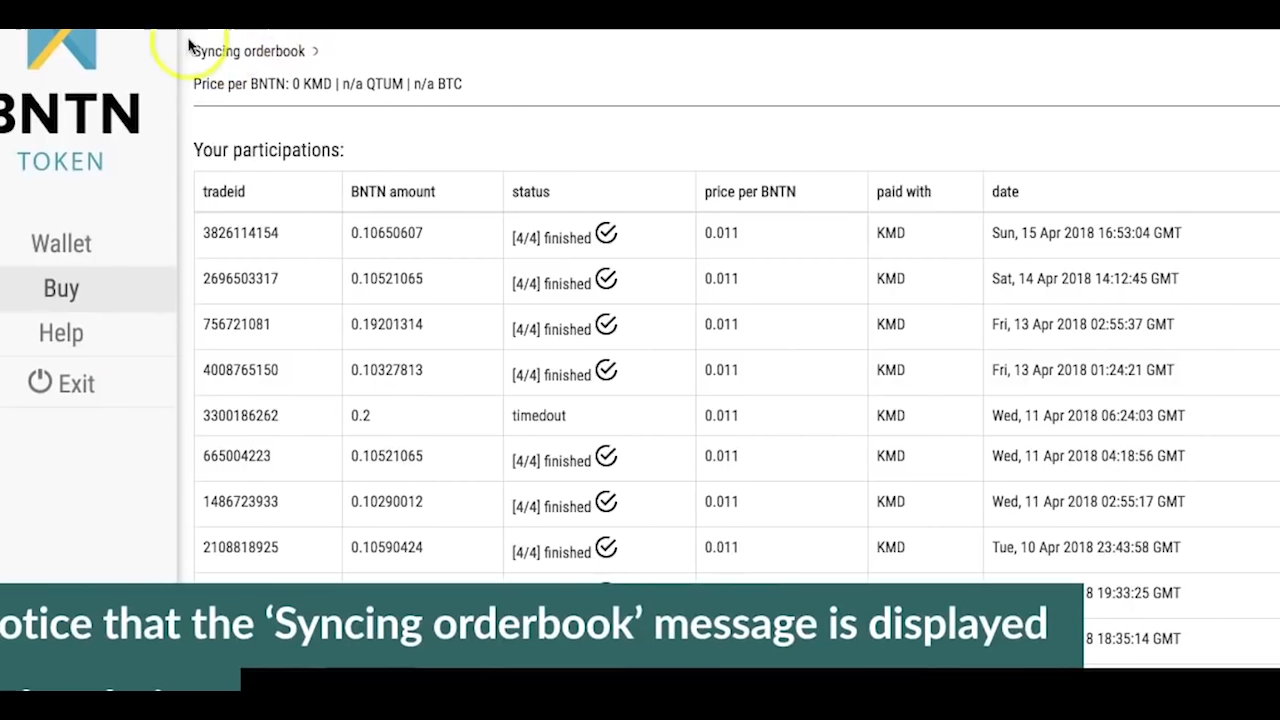 BNTN
TOKEN
Wallet
Buy
Help
Exit
Syncing orderbook >
Price per BNTN: 0 KMD | n/a QTUM | n/a BTC
Your participations:
tradeid BNTN amount status price per BNTN paid with date
3826114154 0.10650607 [4/4] finished 0.011 KMD Sun, 15 Apr 2018 16:53:04 GMT
2696503317 0.10521065 [4/4] finished 0.011 KMD Sat, 14 Apr 2018 14:12:45 GMT
756721081 0.19201314 [4/4] finished 0.011 KMD Fri, 13 Apr 2018 02:55:37 GMT
4008765150 0.10327813 [4/4] finished 0.011 KMD Fri, 13 Apr 2018 01:24:21 GMT
3300186262 0.2 timedout 0.011 KMD Wed, 11 Apr 2018 06:24:03 GMT
665004223 0.10521065 [4/4] finished 0.011 KMD Wed, 11 Apr 2018 04:18:56 GMT
1486723933 0.10290012 [4/4] finished 0.011 KMD Wed, 11 Apr 2018 02:55:17 GMT
2108818925 0.10590424 [4/4] finished 0.011 KMD Tue, 10 Apr 2018 23:43:58 GMT
8 19:33:25 GMT
8 18:35:14 GMT
otice that the ‘Syncing orderbook’ message is displayed